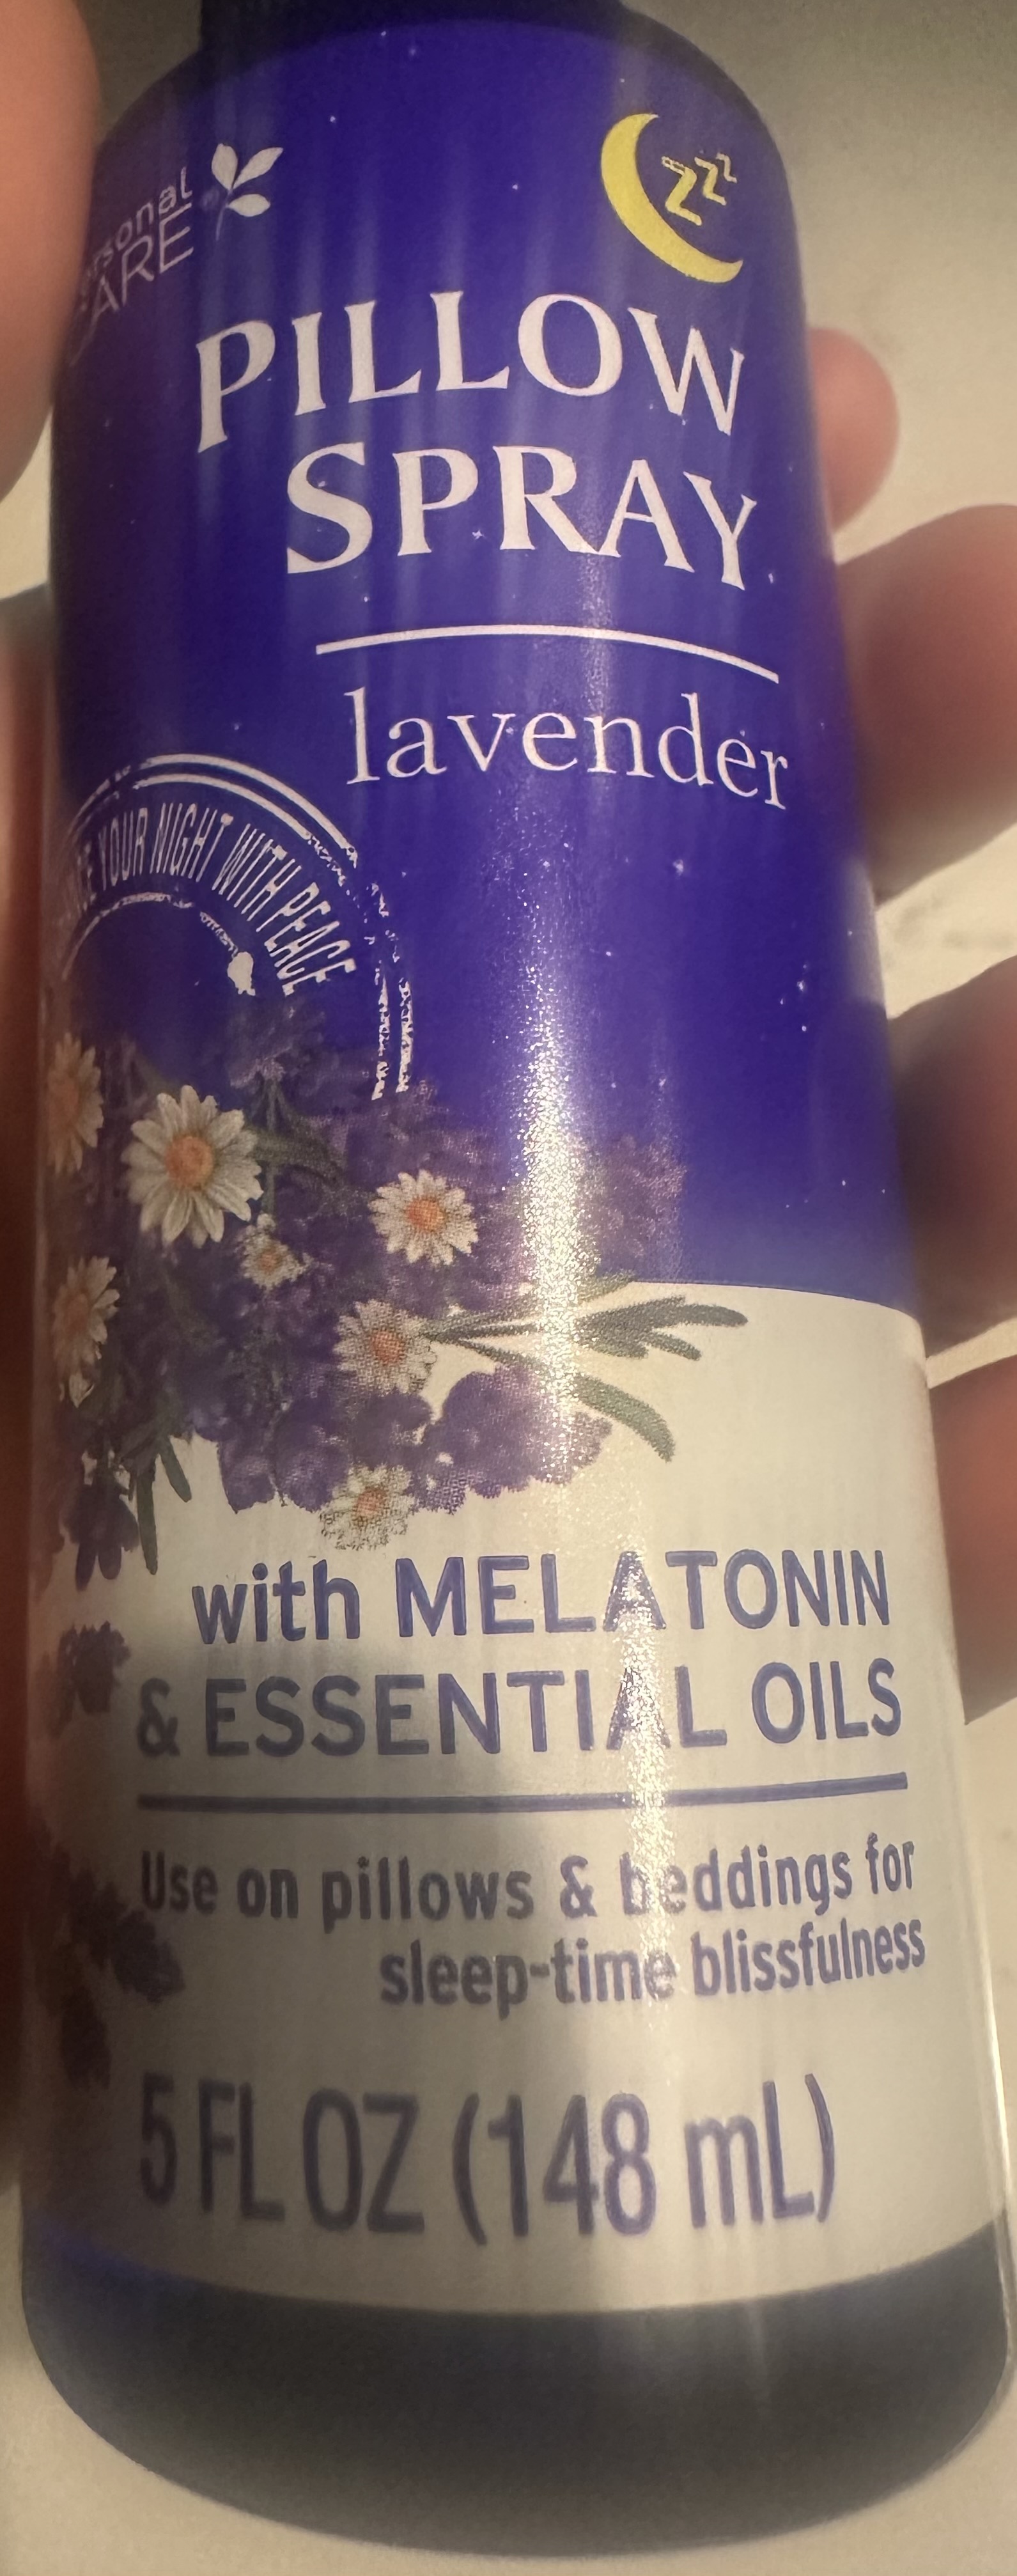 CARE
zzz
PILLOW
SPRAY
lavender
YOUR NIGHT WITH PEACE
with MELATONIN
& ESSENTIAL OILS
Use on pillows & beddings for
sleep-time blissfulness
5 FL OZ (148 mL)